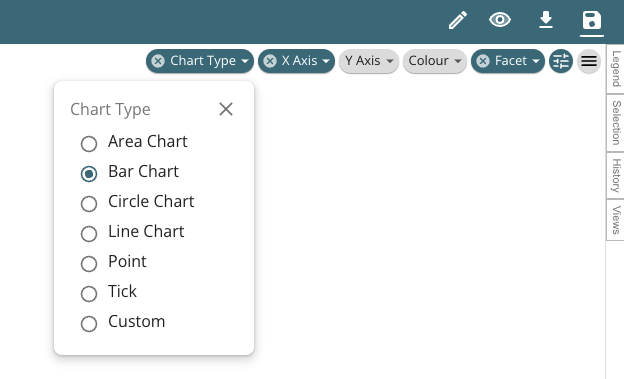 Chart Type X Axis Y Axis Colour Facet
Legend
Selection
History
Views
Chart Type
Area Chart
Bar Chart
Circle Chart
Line Chart
Point
Tick
Custom